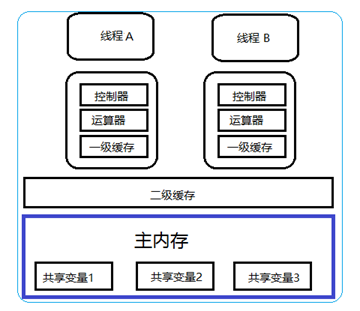 线程 A 线程 B
控制器 控制器
运算器 运算器
一级缓存 一级缓存
二级缓存
主内存
共享变量1 共享变量2 共享变量3